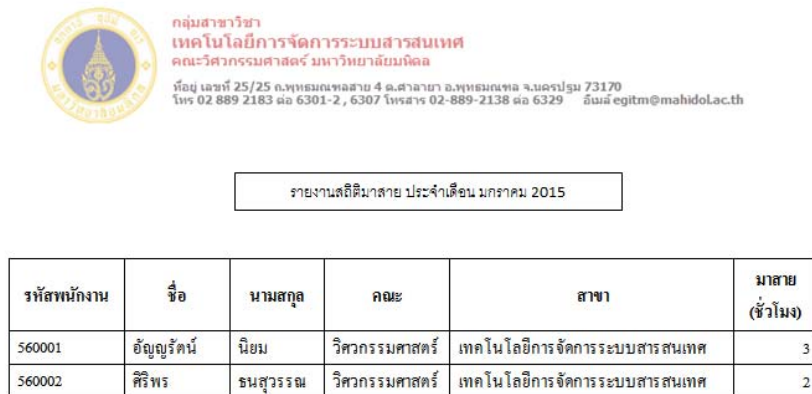 กลุ่มสาขาวิชา
เทคโนโลยีการจัดการระบบสารสนเทศ
คณะวิศวกรรมศาสตร์ มหาวิทยาลัยมหิดล
ที่อยู่ เลขที่ 25/25 ถ.พุทธมณฑลสาย 4 ต.ศาลายา อ.พุทธมณฑล จ.นครปฐม 73170
โทร 02 889 2183 ต่อ 6301-2 , 6307 โทรสาร 02-889-2138 ต่อ 6329 อีเมล์ egitm@mahidol.ac.th
รายงานสถิติมาสาย ประจำเดือน มกราคม 2015
รหัสพนักงาน ชื่อ นามสกุล คณะ สาขา มาสาย (ชั่วโมง)
560001 อัญญรัตน์ นิยม วิศวกรรมศาสตร์ เทคโนโลยีการจัดการระบบสารสนเทศ 3
560002 ศิริพร ธนสุวรรณ วิศวกรรมศาสตร์ เทคโนโลยีการจัดการระบบสารสนเทศ 2